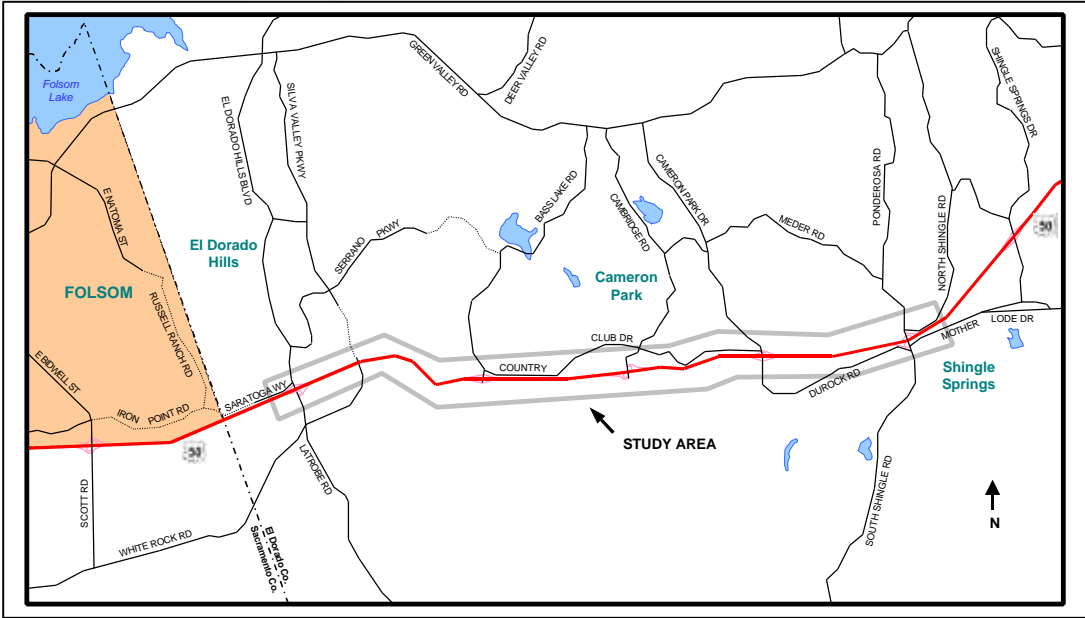 Folsom
Lake
GREEN VALLEY RD
DEER VALLEY RD
SHINGLE SPRINGS DR
EL DORADO HILLS BLVD
SILVA VALLEY PKWY
E NATOMA ST
El Dorado
Hills
SERRANO PKWY
BASS LAKE RD
CAMBRIDGE RD
CAMERON PARK DR
MEDER RD
PONDEROSA RD
NORTH SHINGLE RD
50
Cameron
Park
FOLSOM
RUSSELL RANCH RD
E BIDWELL ST
IRON POINT RD
SARATOGA WY
COUNTRY CLUB DR
MOTHER LODE DR
DUROCK RD
Shingle
Springs
STUDY AREA
50
SCOTT RD
LATROBE RD
SOUTH SHINGLE RD
WHITE ROCK RD
El Dorado Co.
Sacramento Co.
N